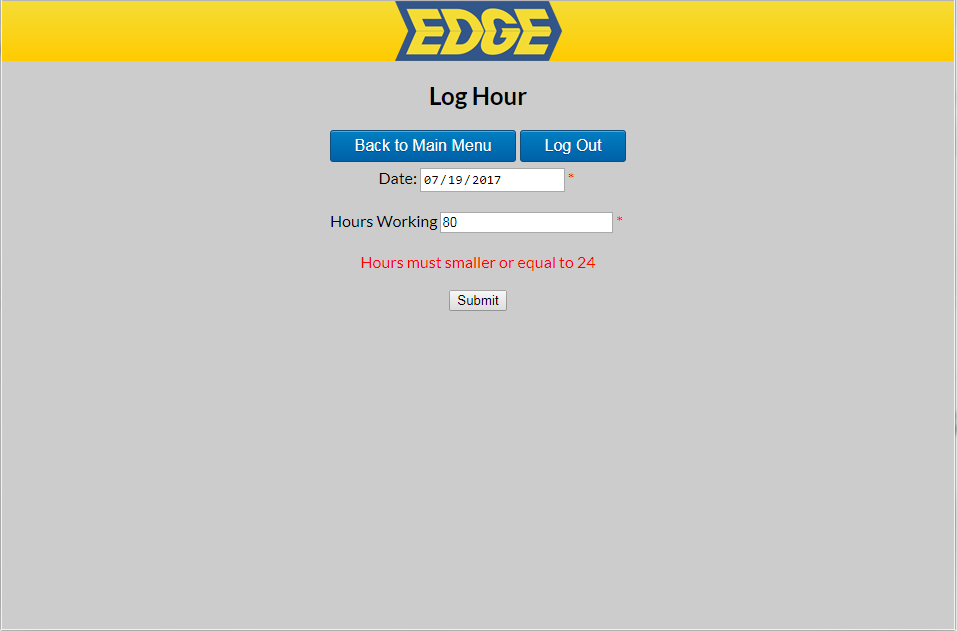 EDGE
Log Hour
Back to Main Menu Log Out
Date: 07/19/2017 *
Hours Working 80 *
Hours must smaller or equal to 24
Submit